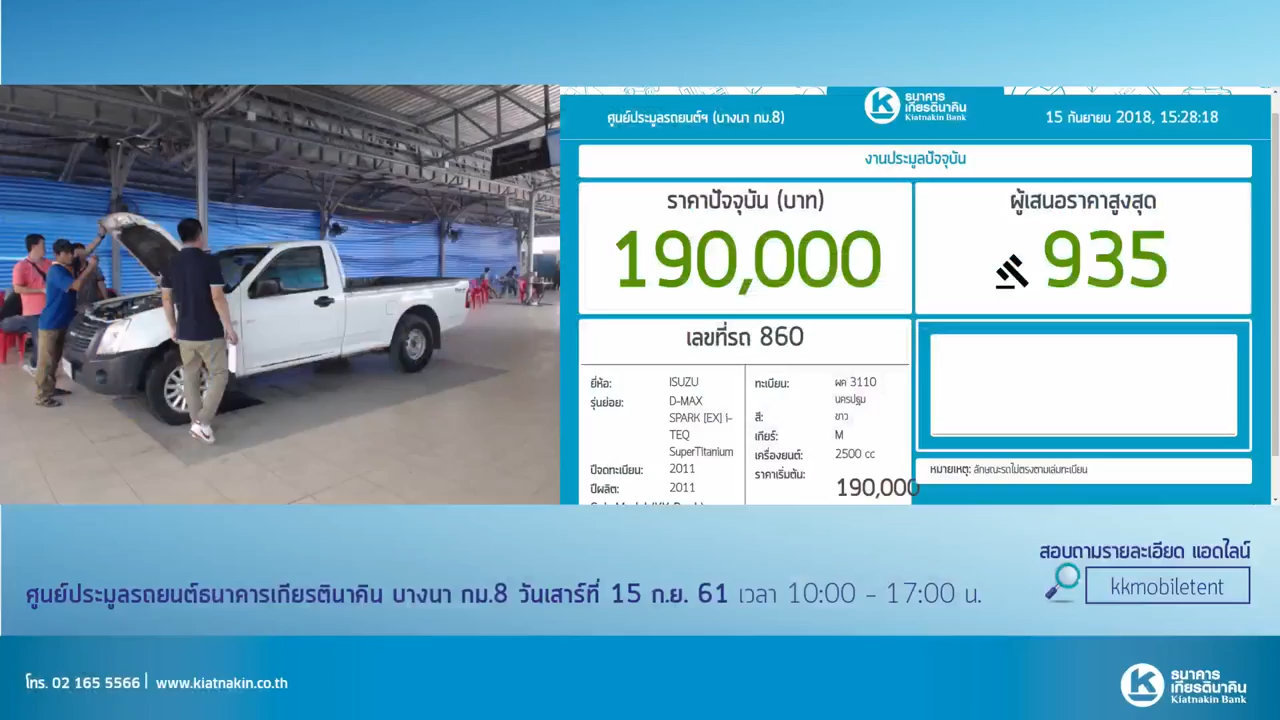 ศูนย์ประมูลรถยนต์ฯ (บางนา กม.8)
ธนาคาร
เกียรตินาคิน
Kiatnakin Bank
15 กันยายน 2018, 15:28:18
งานประมูลปัจจุบัน
ราคาปัจจุบัน (บาท)
190,000
ผู้เสนอราคาสูงสุด
935
เลขที่รถ 860
ยี่ห้อ: ISUZU
รุ่นย่อย: D-MAX
SPARK [EX] i-
TEQ
SuperTitanium
ปีจดทะเบียน: 2011
ปีผลิต: 2011
ทะเบียน: ผค 3110
นครปฐม
สี: ขาว
เกียร์: M
เครื่องยนต์: 2500 cc
ราคาเริ่มต้น:
190,000
หมายเหตุ: ลักษณะรถไม่ตรงตามเล่มทะเบียน
สอบถามรายละเอียด แอดไลน์
kkmobiletent
ศูนย์ประมูลรถยนต์ธนาคารเกียรตินาคิน บางนา กม.8 วันเสาร์ที่ 15 ก.ย. 61 เวลา 10:00 - 17:00 น.
โทร. 02 165 5566 | www.kiatnakin.co.th
ธนาคาร
เกียรตินาคิน
Kiatnakin Bank